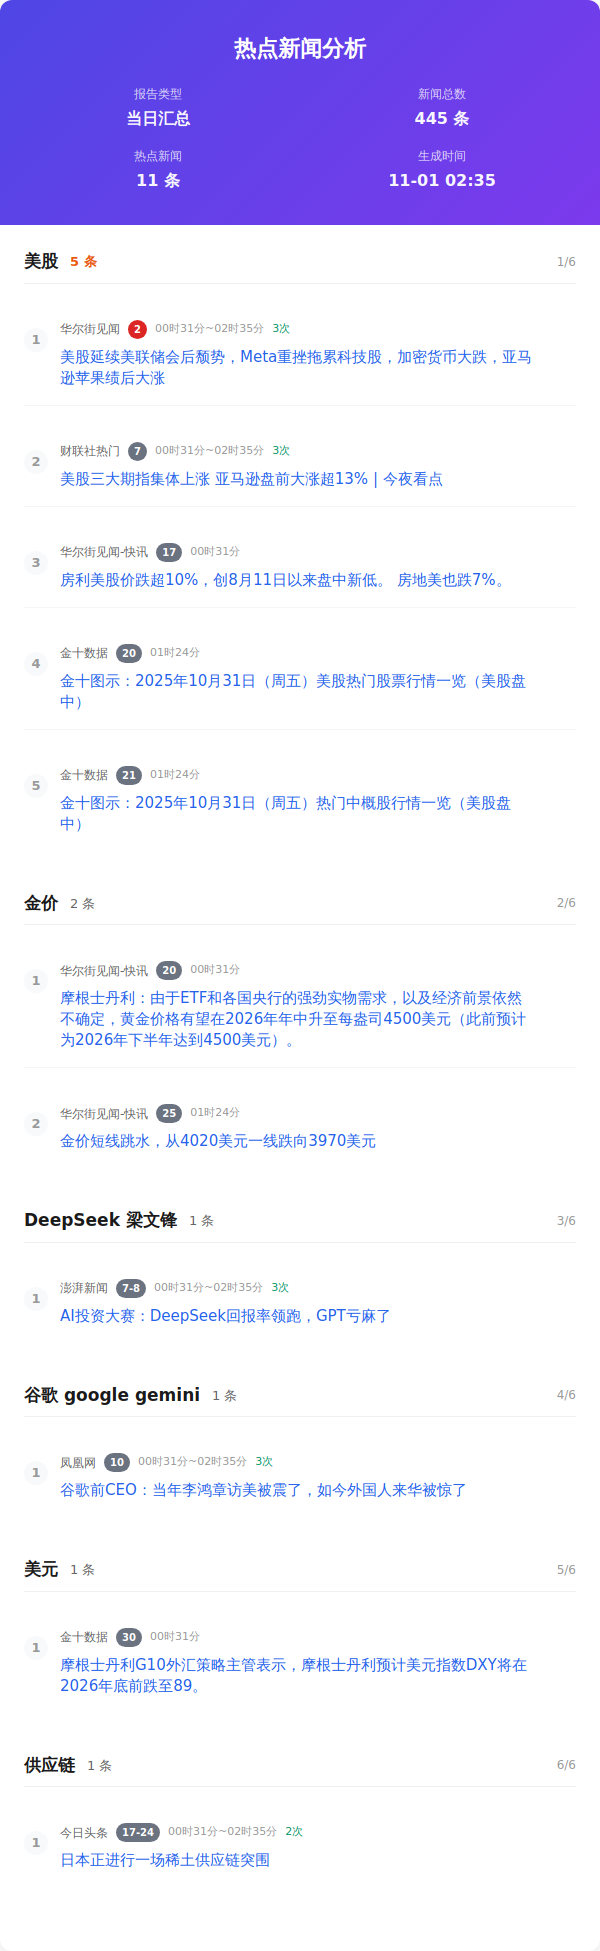 热点新闻分析
报告类型
新闻总数
当日汇总
445 条
热点新闻
生成时间
11 条
11-01 02:35
美股 5 条 1/6
1
华尔街见闻 2 00时31分~02时35分 3次
美股延续美联储会后颓势，Meta重挫拖累科技股，加密货币大跌，亚马
逊苹果绩后大涨
2
财联社热门 7 00时31分~02时35分 3次
美股三大期指集体上涨 亚马逊盘前大涨超13% | 今夜看点
3
华尔街见闻-快讯 17 00时31分
房利美股价跌超10%，创8月11日以来盘中新低。 房地美也跌7%。
4
金十数据 20 01时24分
金十图示：2025年10月31日（周五）美股热门股票行情一览（美股盘
中）
5
金十数据 21 01时24分
金十图示：2025年10月31日（周五）热门中概股行情一览（美股盘
中）
金价 2 条 2/6
1
华尔街见闻-快讯 20 00时31分
摩根士丹利：由于ETF和各国央行的强劲实物需求，以及经济前景依然
不确定，黄金价格有望在2026年年中升至每盎司4500美元（此前预计
为2026年下半年达到4500美元）。
2
华尔街见闻-快讯 25 01时24分
金价短线跳水，从4020美元一线跌向3970美元
DeepSeek 梁文锋 1 条 3/6
1
澎湃新闻 7-8 00时31分~02时35分 3次
AI投资大赛：DeepSeek回报率领跑，GPT亏麻了
谷歌 google gemini 1 条 4/6
1
凤凰网 10 00时31分~02时35分 3次
谷歌前CEO：当年李鸿章访美被震了，如今外国人来华被惊了
美元 1 条 5/6
1
金十数据 30 00时31分
摩根士丹利G10外汇策略主管表示，摩根士丹利预计美元指数DXY将在
2026年底前跌至89。
供应链 1 条 6/6
1
今日头条 17-24 00时31分~02时35分 2次
日本正进行一场稀土供应链突围